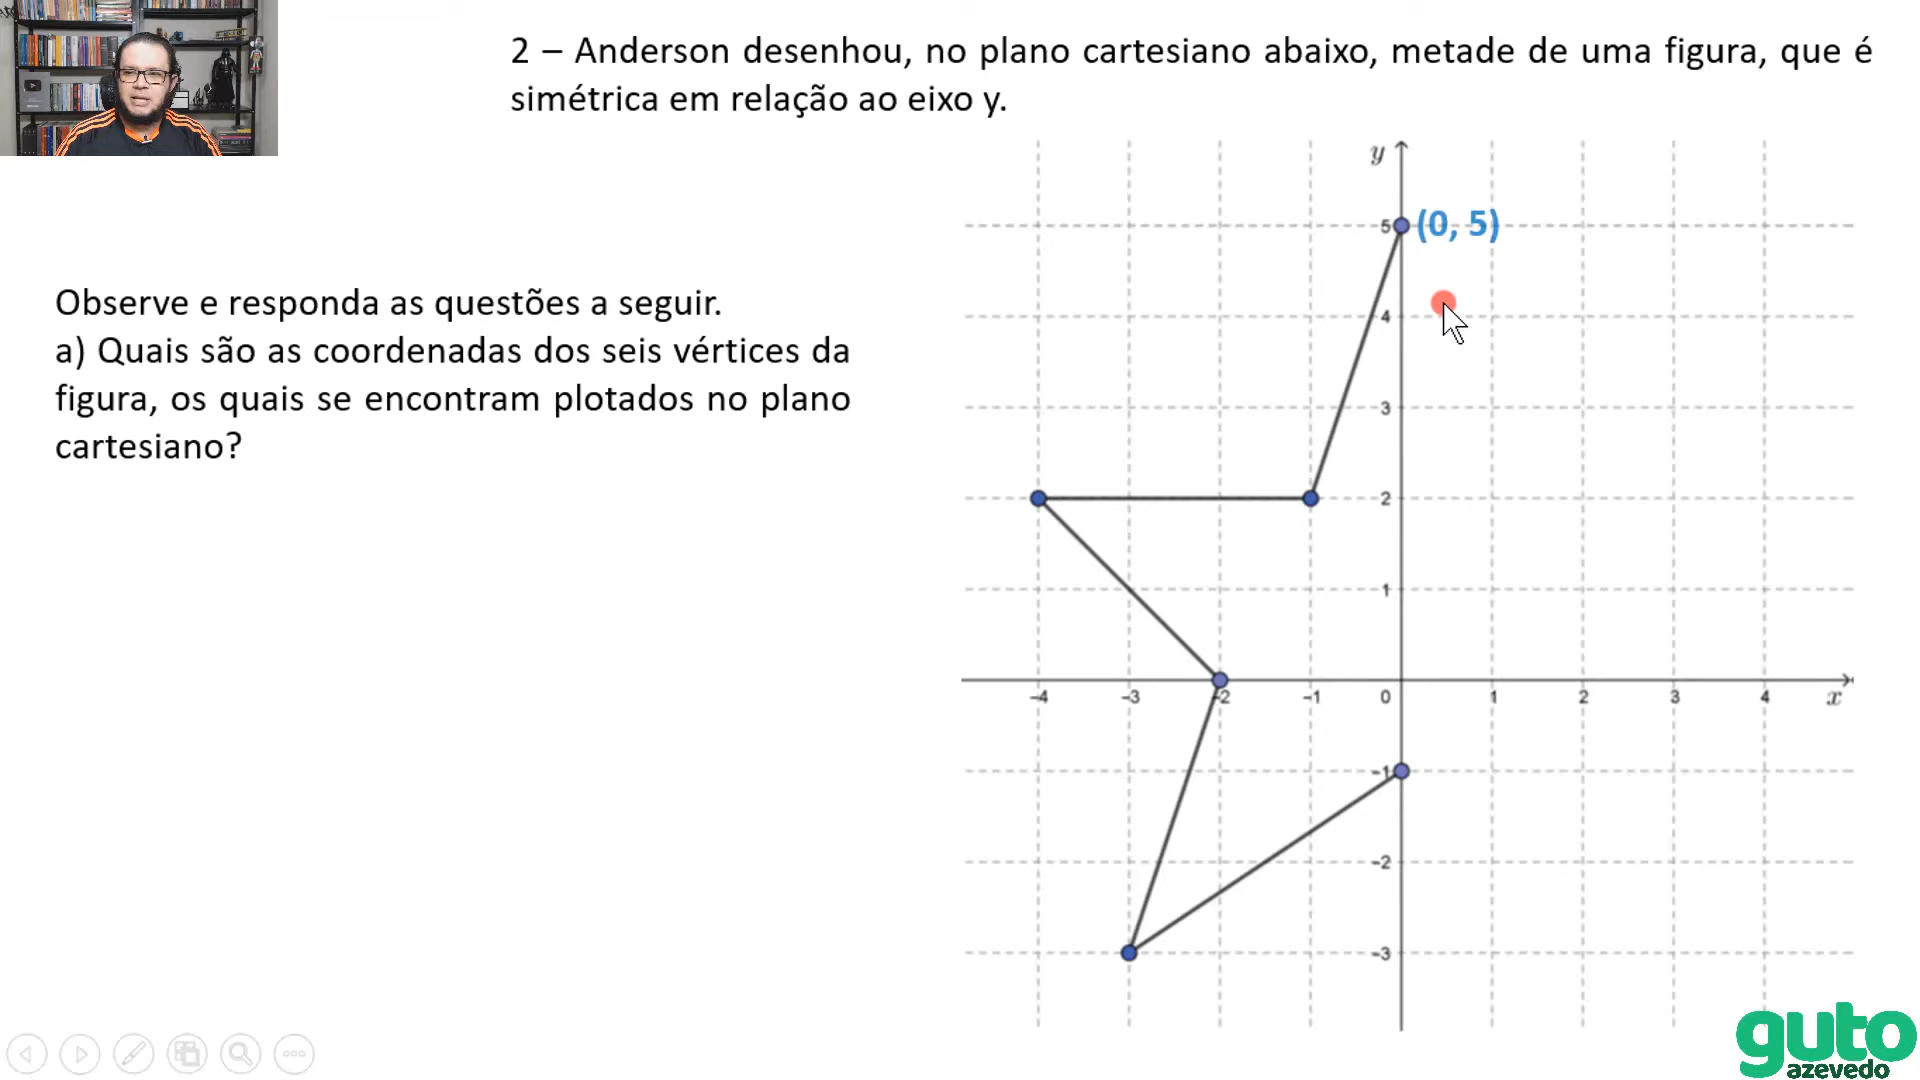 2 – Anderson desenhou, no plano cartesiano abaixo, metade de uma figura, que é
simétrica em relação ao eixo y.
Observe e responda as questões a seguir.
a) Quais são as coordenadas dos seis vértices da
figura, os quais se encontram plotados no plano
cartesiano?
y
5 (0, 5)
4
3
2
1
−4 −3 −2 −1 0 1 2 3 4 x
−1
−2
−3
guto
azevedo